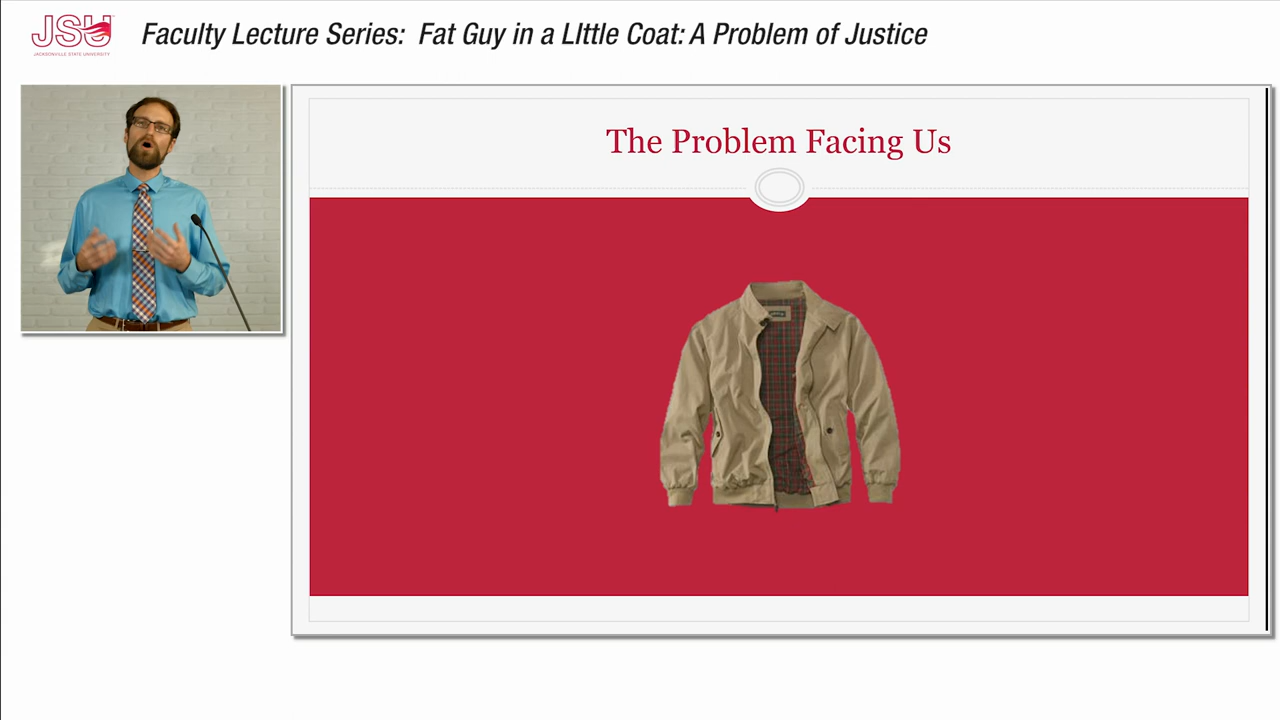 JSU
JACKSONVILLE STATE UNIVERSITY
Faculty Lecture Series:  Fat Guy in a LIttle Coat: A Problem of Justice
The Problem Facing Us